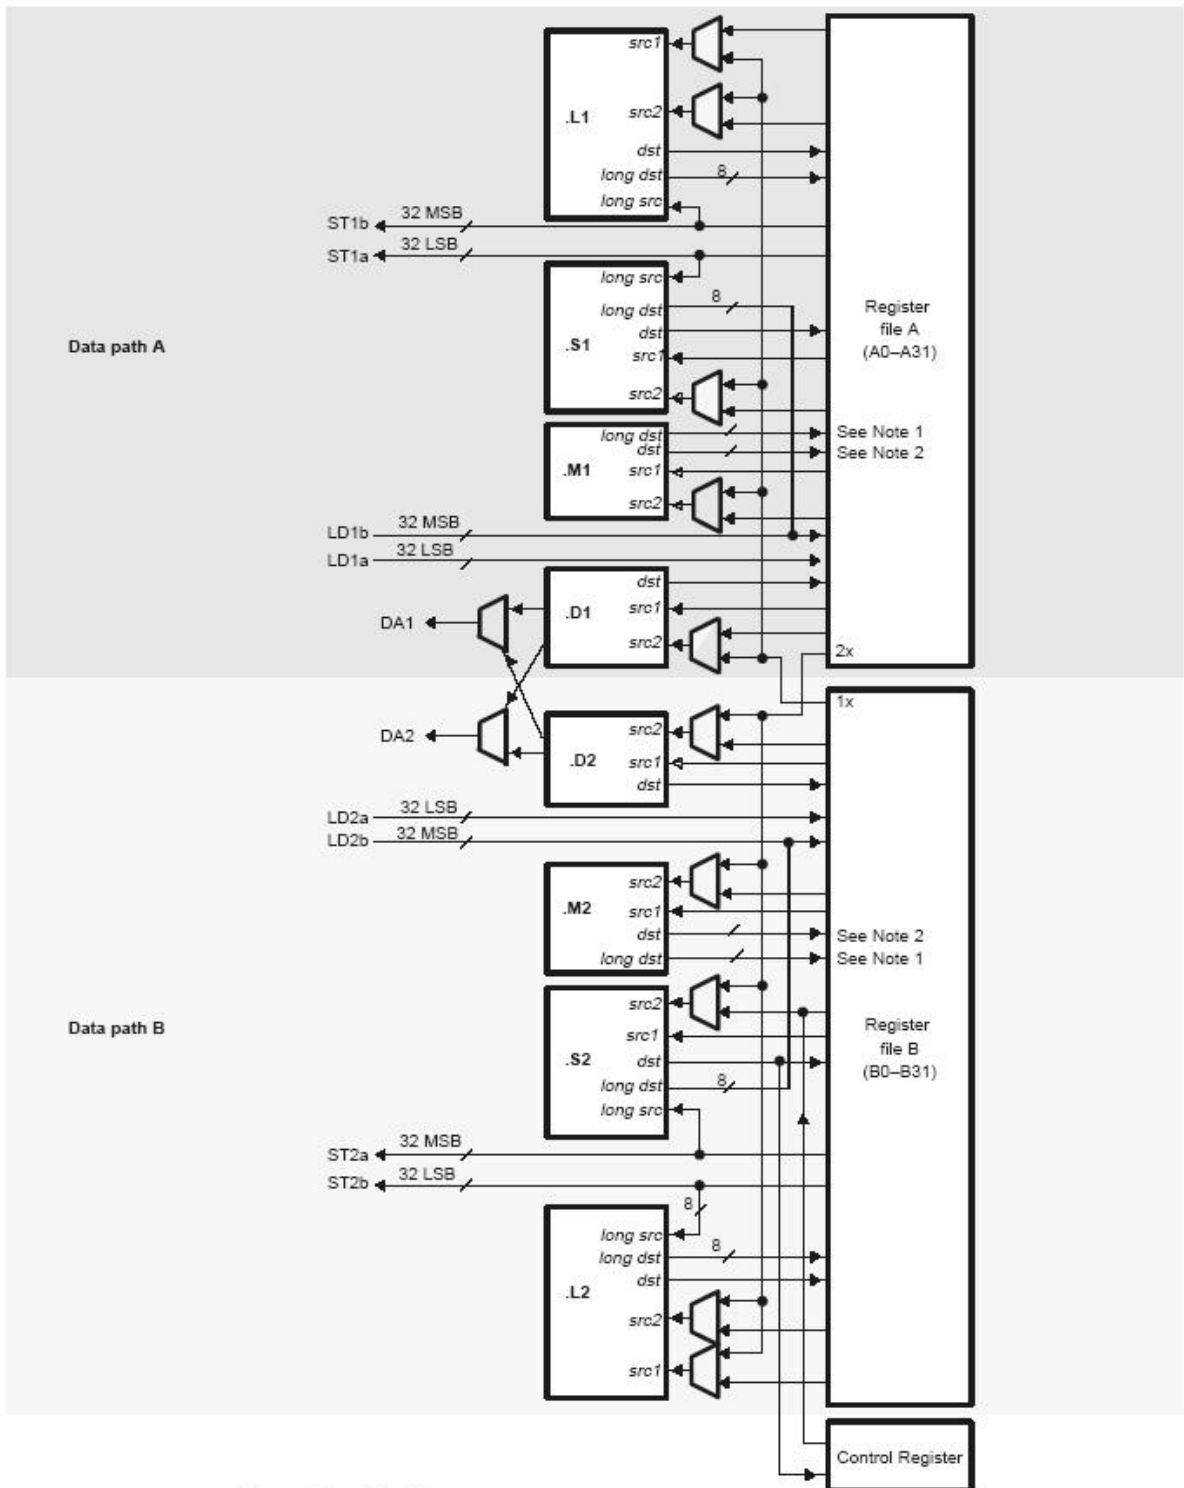 src1
src2
.L1
dst
long dst
8
long src
ST1b
32 MSB
ST1a
32 LSB
long src
8
long dst
dst
.S1
src1
src2
Register
file A
(A0–A31)
Data path A
long dst
See Note 1
dst
See Note 2
.M1
src1
src2
LD1b
32 MSB
LD1a
32 LSB
dst
.D1
src1
DA1
src2
2x
1x
DA2
src2
.D2
src1
dst
LD2a
32 LSB
LD2b
32 MSB
src2
.M2
src1
dst
See Note 2
long dst
See Note 1
src2
Data path B
src1
.S2
dst
long dst
8
long src
Register
file B
(B0–B31)
ST2a
32 MSB
ST2b
32 LSB
8
long src
8
long dst
dst
.L2
src2
src1
Control Register